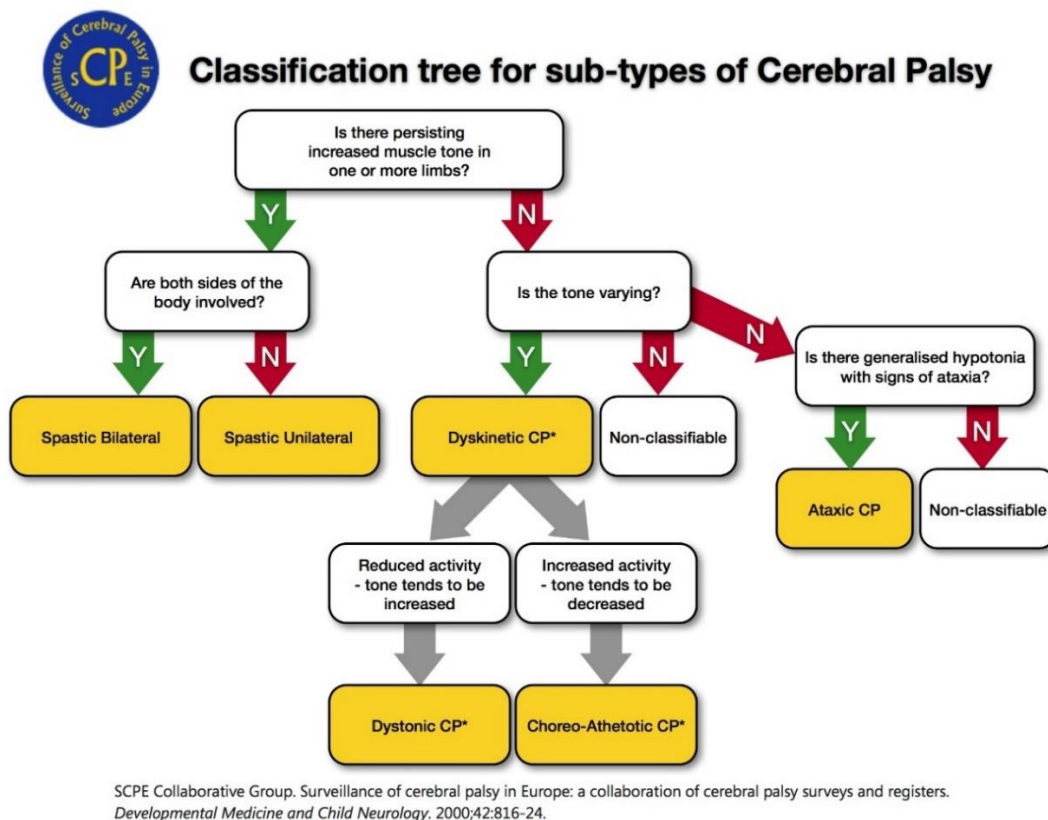 Surveillance of Cerebral Palsy in Europe
SCPE
Classification tree for sub-types of Cerebral Palsy
Is there persisting
increased muscle tone in
one or more limbs?
Y
N
Are both sides of the
body involved?
Is the tone varying?
N
Is there generalised hypotonia
with signs of ataxia?
Y
N
Y
N
Y
N
Spastic Bilateral
Spastic Unilateral
Dyskinetic CP*
Non-classifiable
Ataxic CP
Non-classifiable
Reduced activity
- tone tends to be
increased
Increased activity
- tone tends to be
decreased
Dystonic CP*
Choreo-Athetotic CP*
SCPE Collaborative Group. Surveillance of cerebral palsy in Europe: a collaboration of cerebral palsy surveys and registers.
Developmental Medicine and Child Neurology. 2000;42:816-24.